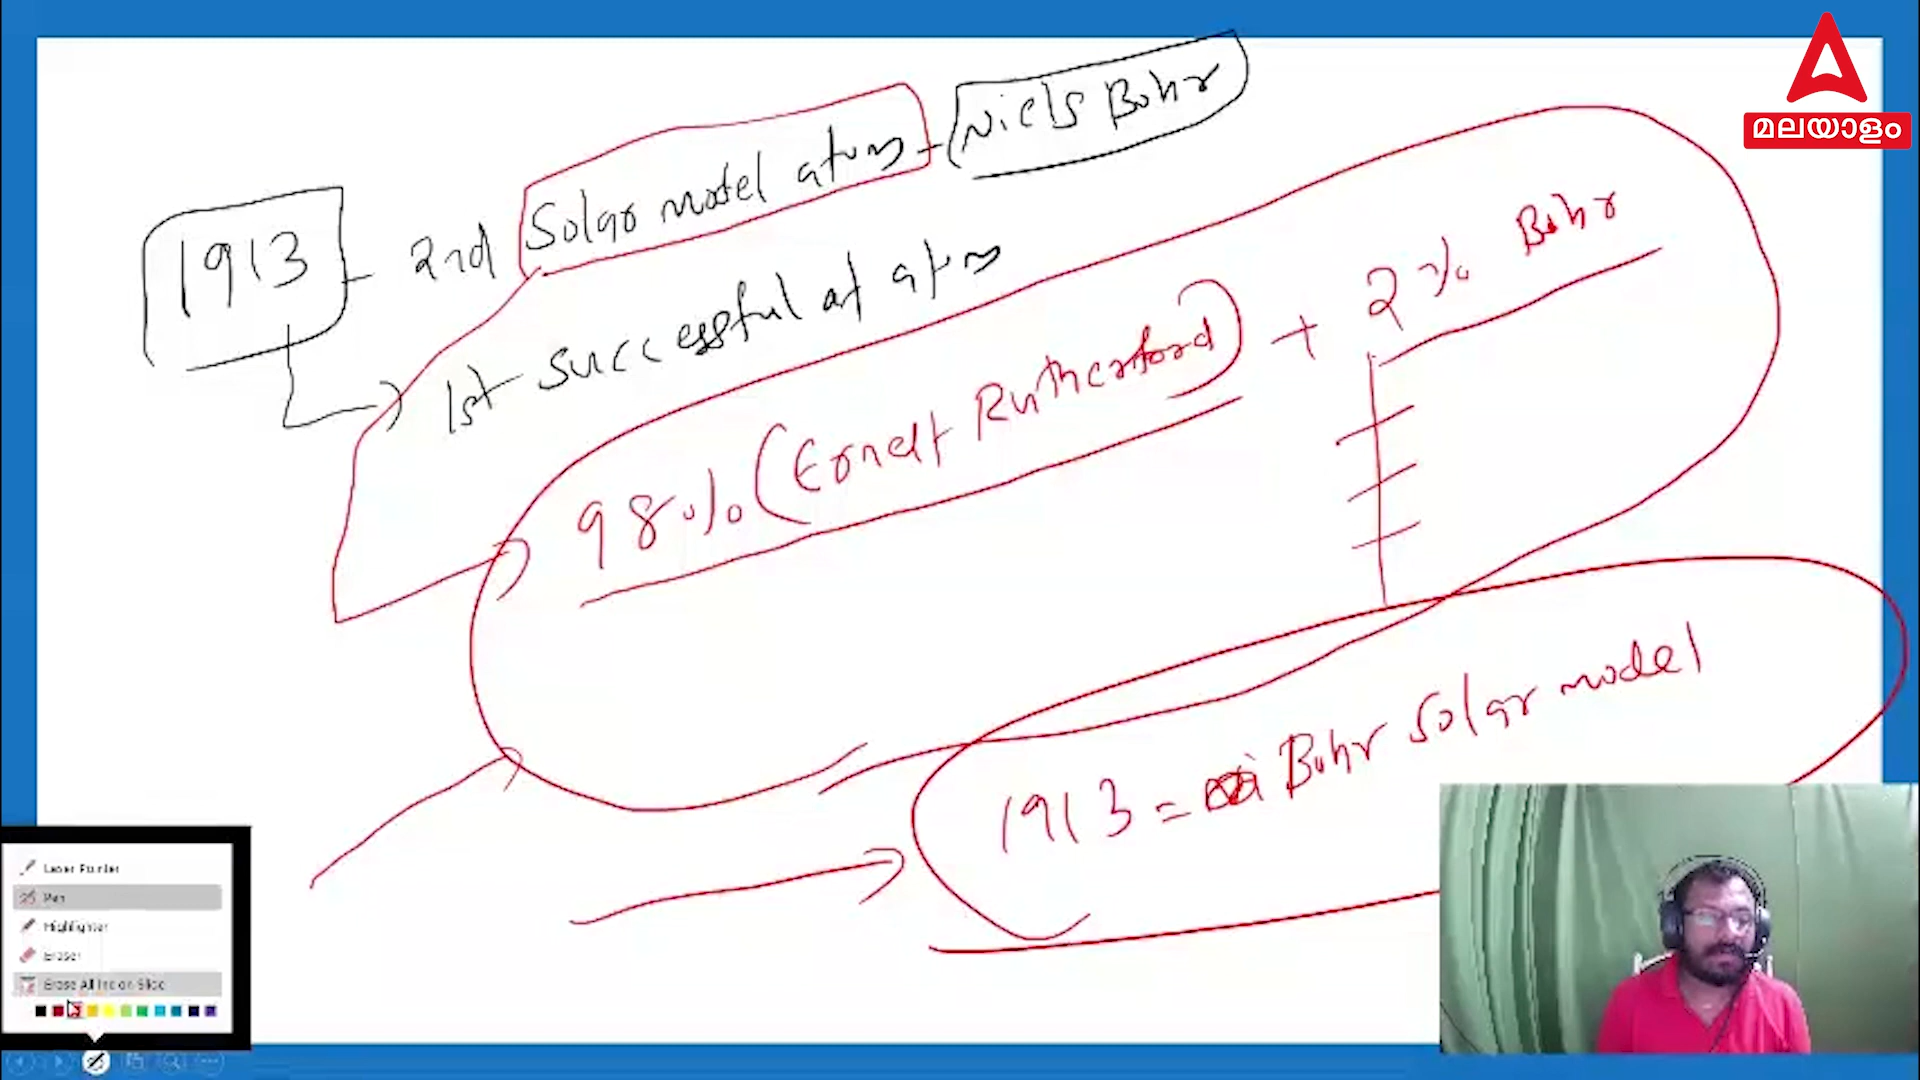 മലയാളം
1913 - 2nd Solar model atom - Niels Bohr
1st successful at atom
98% (Ernest Rutherford) + 2% Bohr
1913 = Bohr Solar model
Laser Pointer
Pen
Highlighter
Eraser
Erase All Ink on Slide